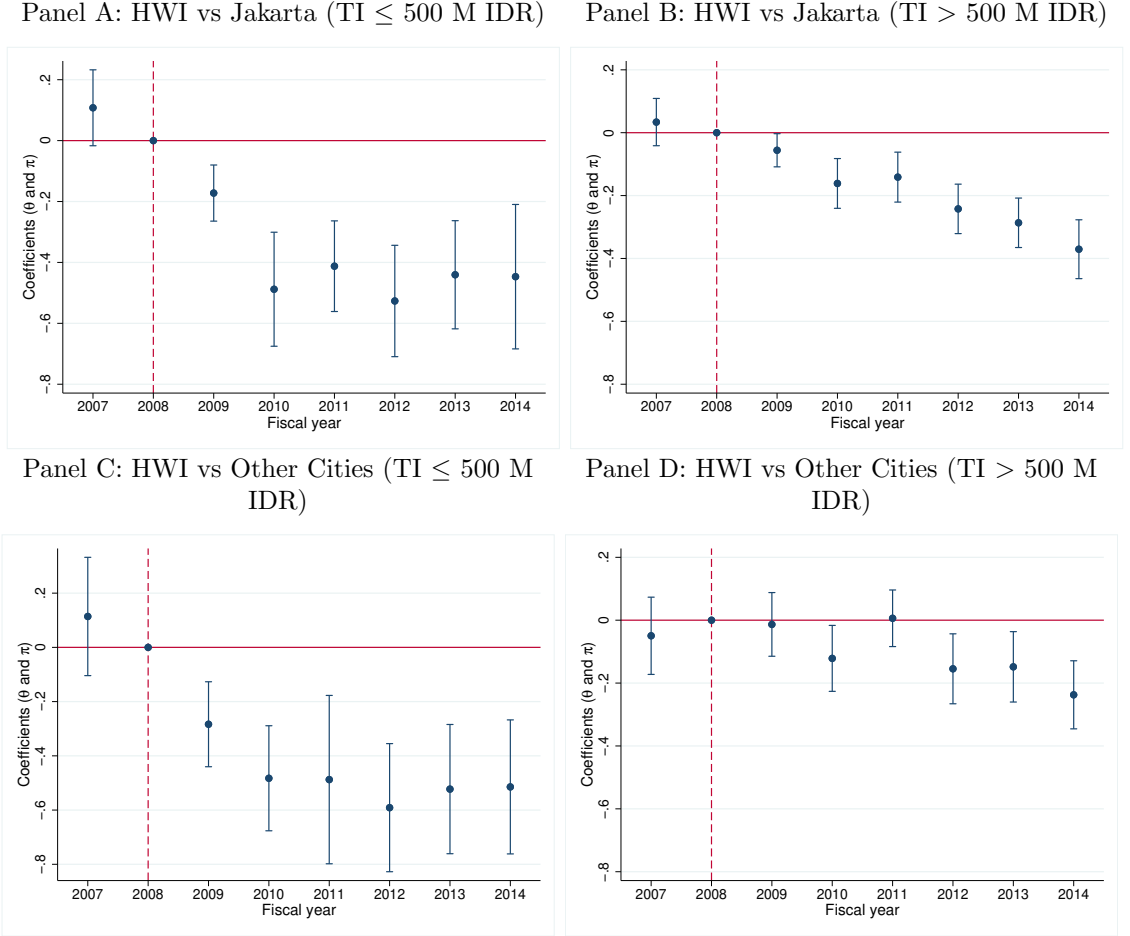 Panel A: HWI vs Jakarta (TI ≤ 500 M IDR)
Coefficients (θ and π)
.2
0
-.2
-.4
-.6
-.8
2007 2008 2009 2010 2011 2012 2013 2014
Fiscal year
Panel B: HWI vs Jakarta (TI > 500 M IDR)
Coefficients (θ and π)
.2
0
-.2
-.4
-.6
-.8
2007 2008 2009 2010 2011 2012 2013 2014
Fiscal year
Panel C: HWI vs Other Cities (TI ≤ 500 M
IDR)
Coefficients (θ and π)
.2
0
-.2
-.4
-.6
-.8
2007 2008 2009 2010 2011 2012 2013 2014
Fiscal year
Panel D: HWI vs Other Cities (TI > 500 M
IDR)
Coefficients (θ and π)
.2
0
-.2
-.4
-.6
-.8
2007 2008 2009 2010 2011 2012 2013 2014
Fiscal year